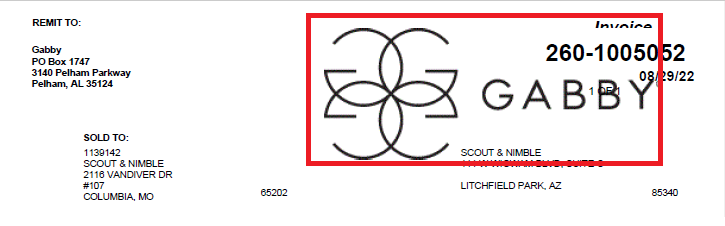 REMIT TO:
Invoice
Gabby
PO Box 1747
3140 Pelham Parkway
Pelham, AL 35124
260-1005052
08/29/22
1 OF 1
GABBY
SOLD TO:
1139142
SCOUT & NIMBLE
2116 VANDIVER DR
#107
COLUMBIA, MO 65202
SCOUT & NIMBLE
LITCHFIELD PARK, AZ 85340